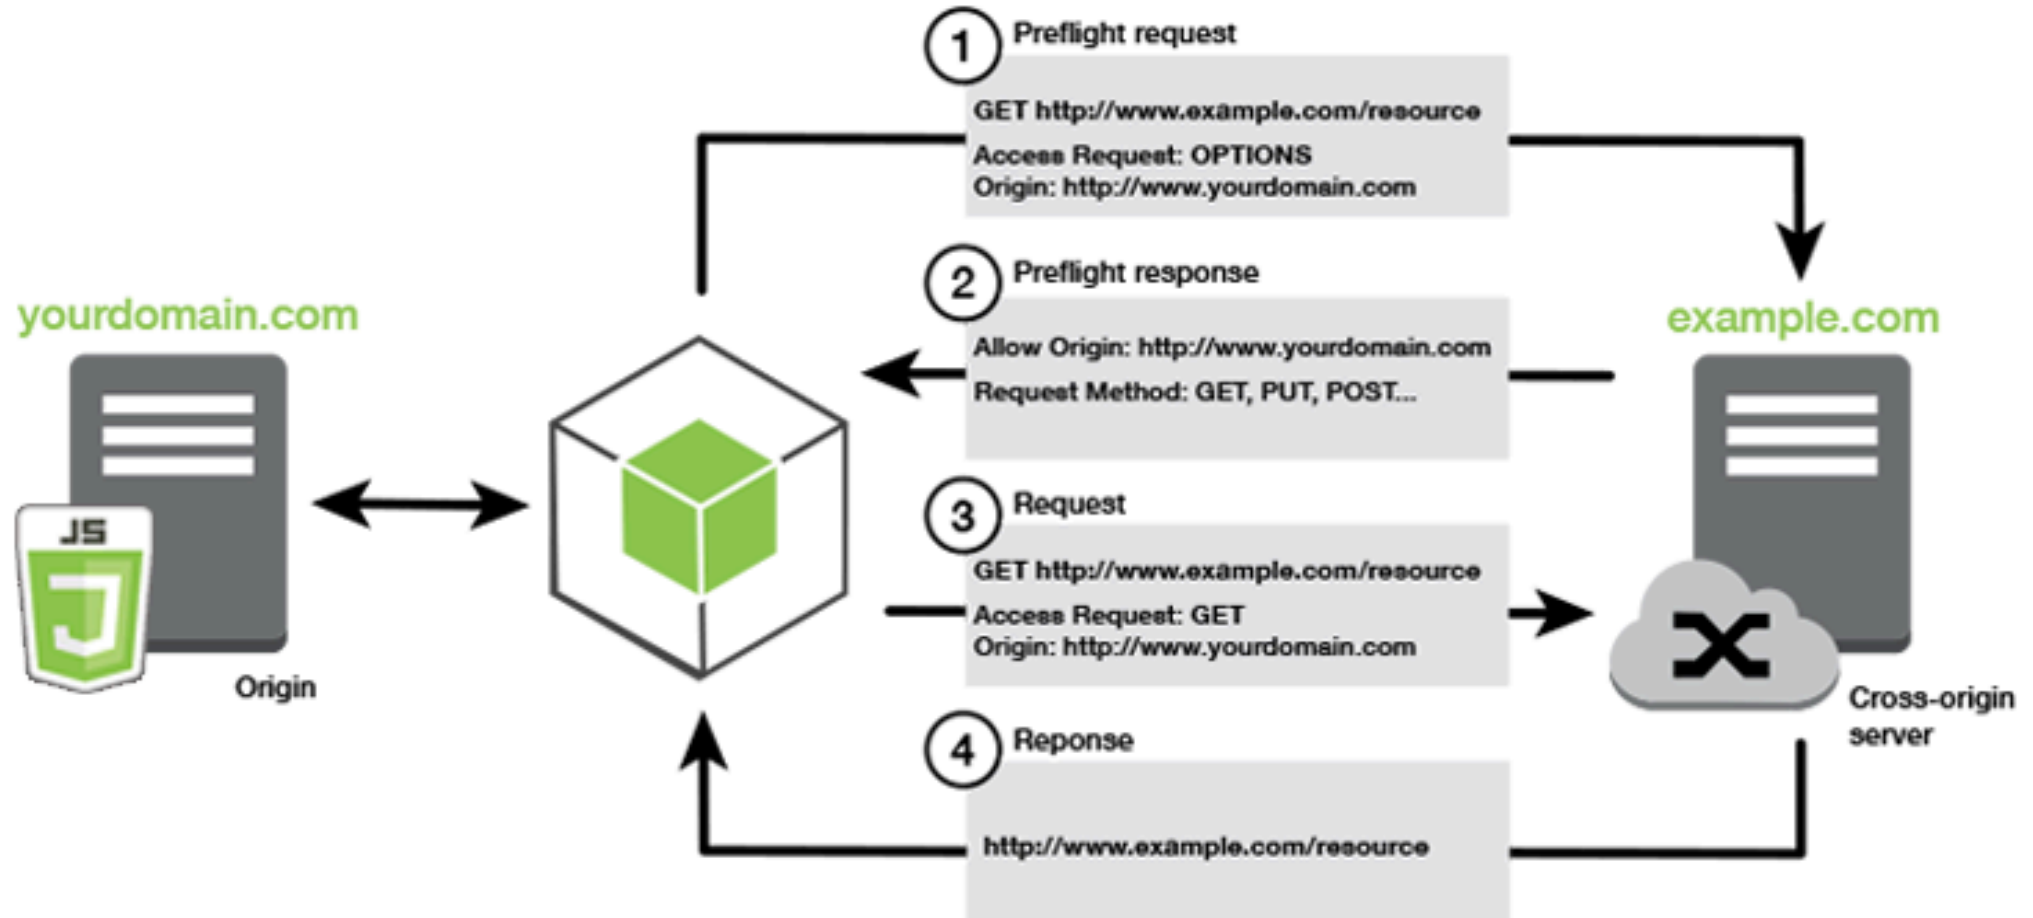 1 Preflight request
GET http://www.example.com/resource
Access Request: OPTIONS
Origin: http://www.yourdomain.com
2 Preflight response
Allow Origin: http://www.yourdomain.com
Request Method: GET, PUT, POST...
yourdomain.com
JS
Origin
example.com
3 Request
GET http://www.example.com/resource
Access Request: GET
Origin: http://www.yourdomain.com
Cross-origin
server
4 Reponse
http://www.example.com/resource